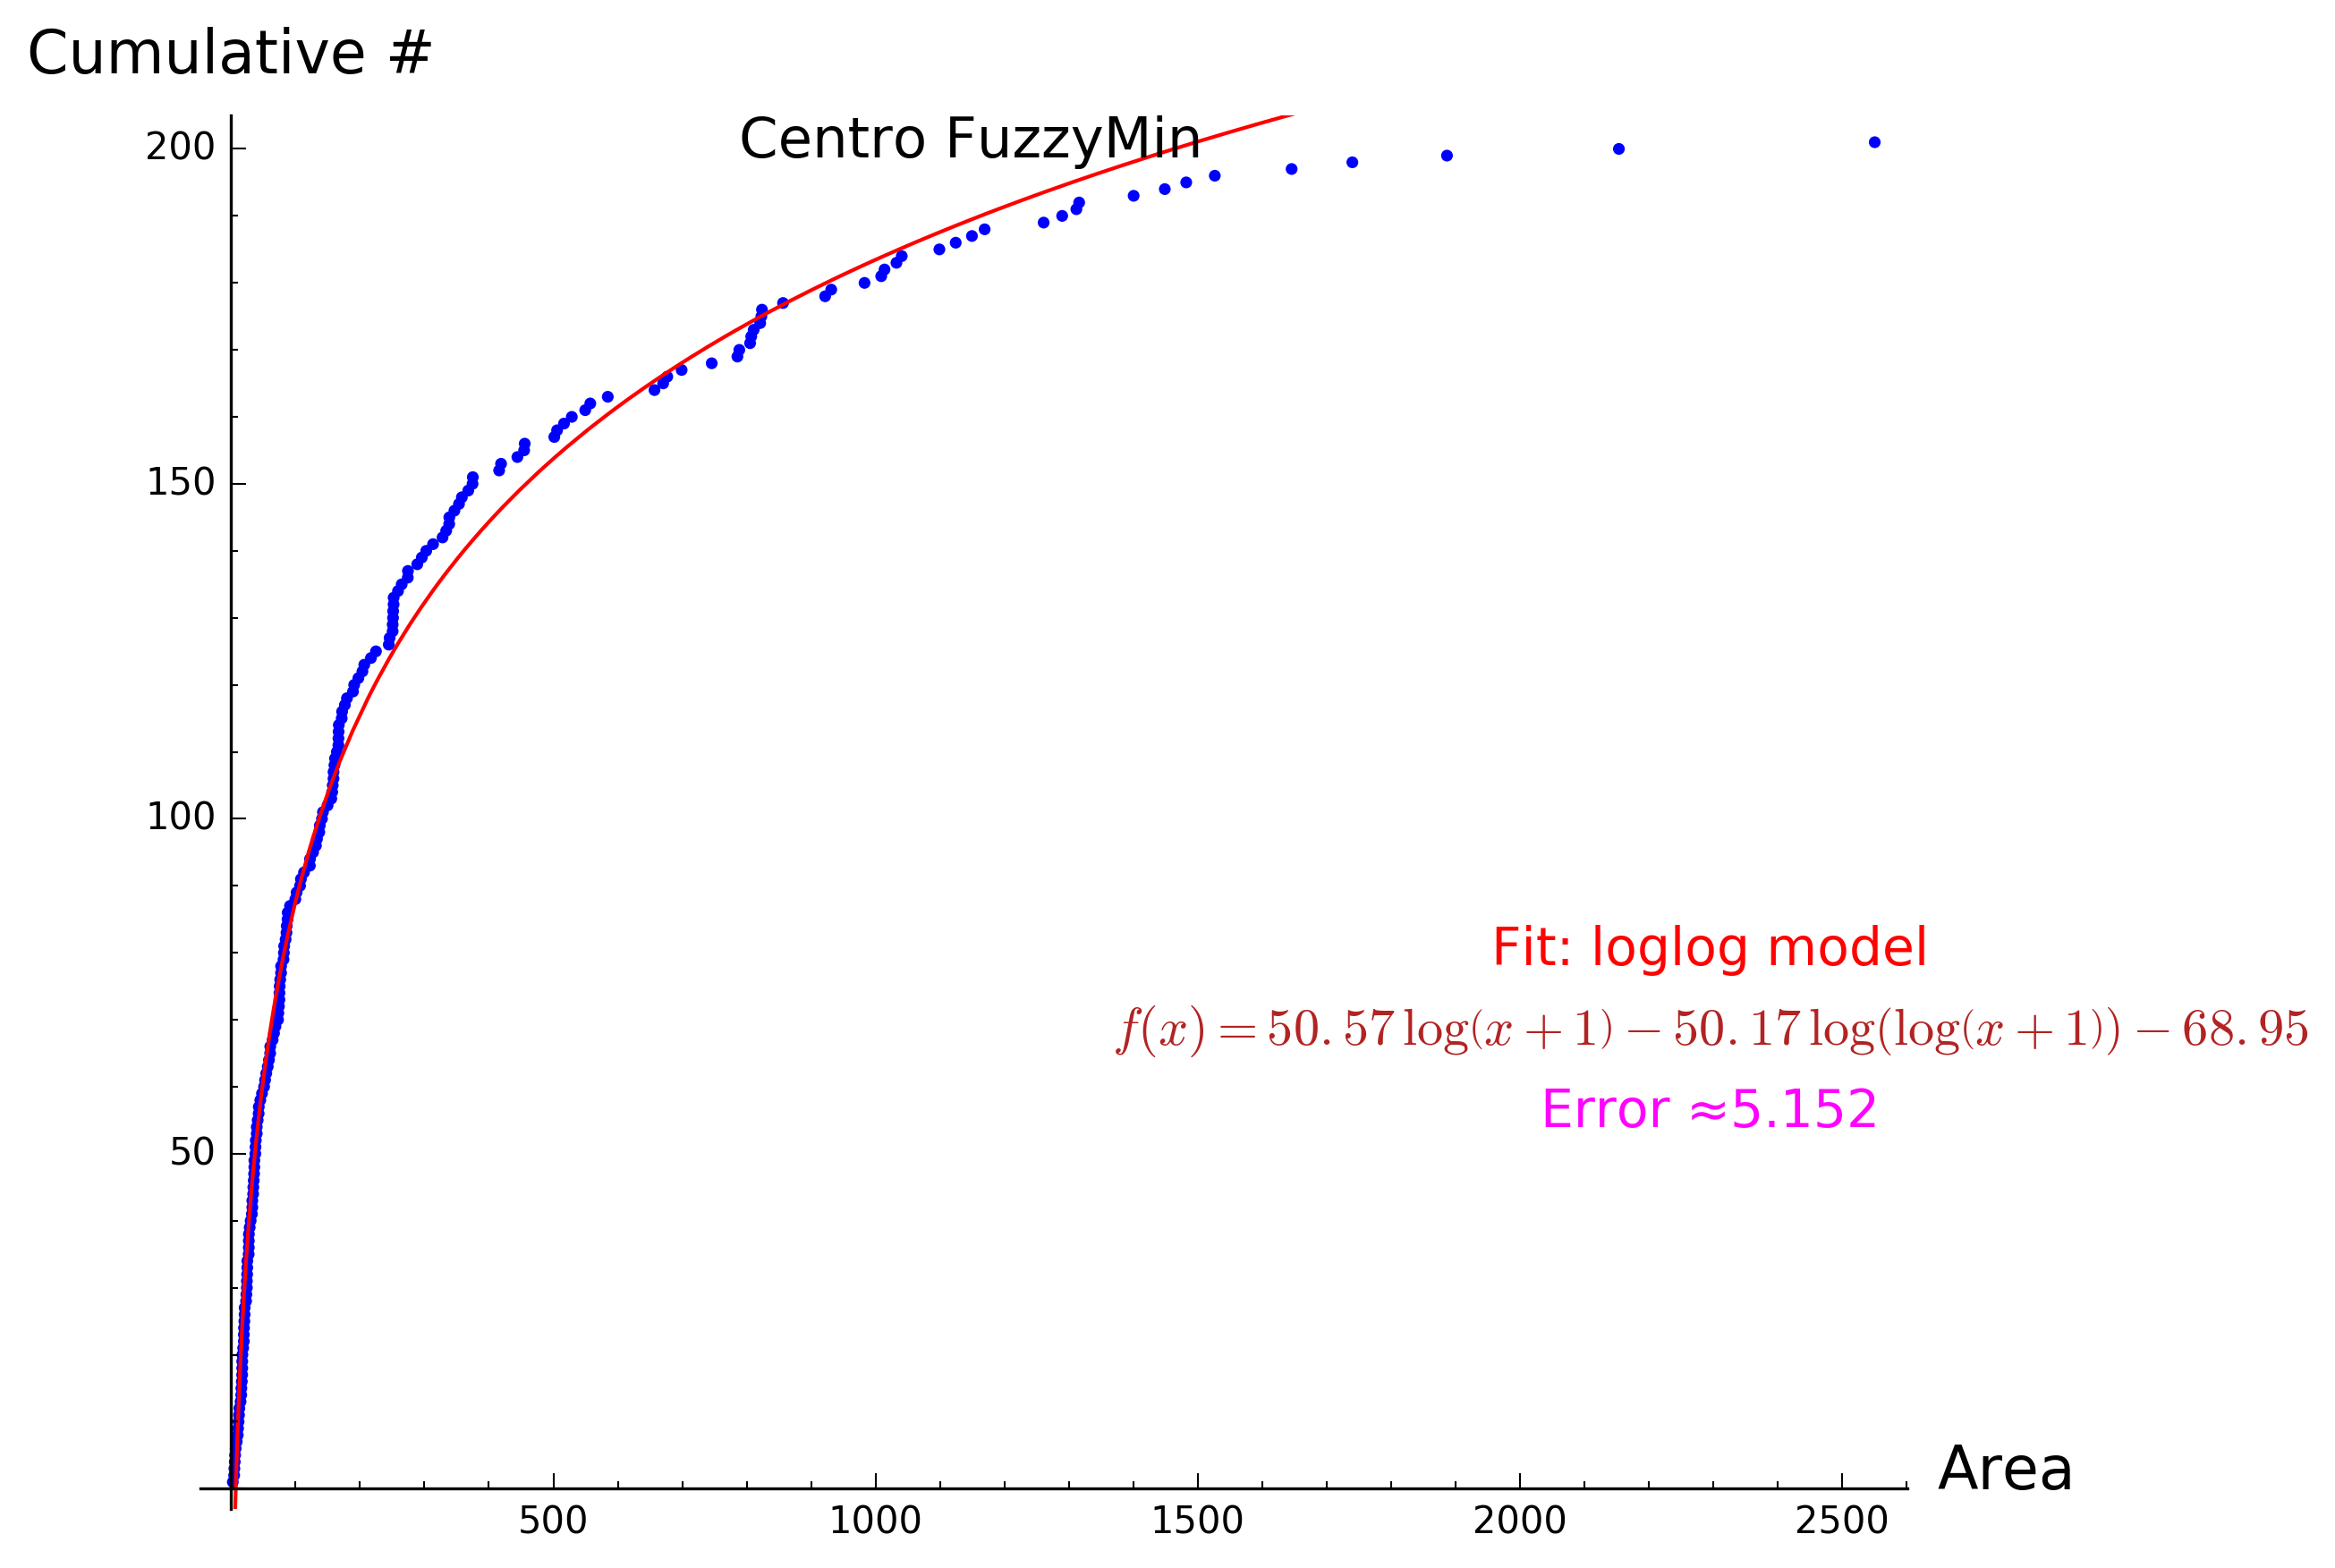 Cumulative #
Centro FuzzyMin
200
150
100
50
Fit: loglog model
f(x) = 50.57 log(x + 1) − 50.17 log(log(x + 1)) − 68.95
Error ≈5.152
Area
500 1000 1500 2000 2500